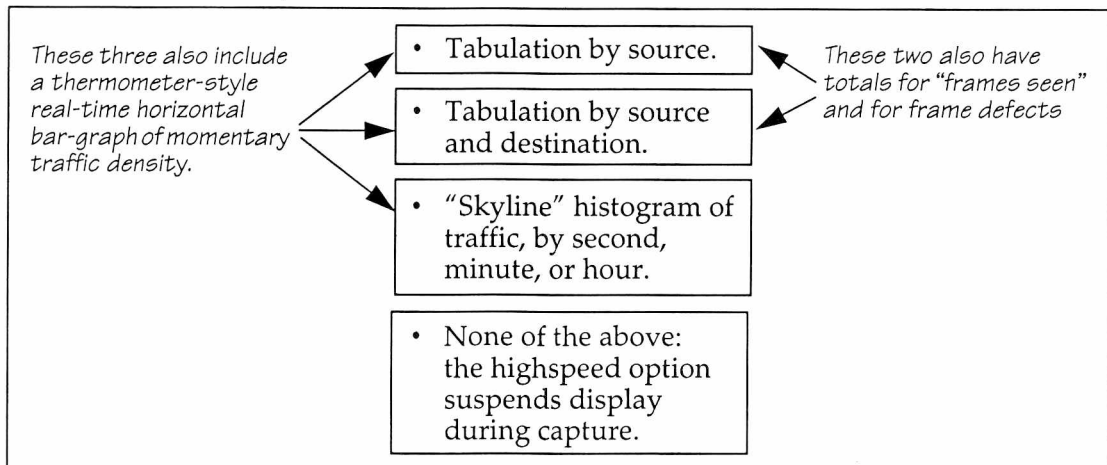 These three also include
a thermometer-style
real-time horizontal
bar-graph of momentary
traffic density.
• Tabulation by source.
• Tabulation by source
and destination.
• “Skyline” histogram of
traffic, by second,
minute, or hour.
• None of the above:
the highspeed option
suspends display
during capture.
These two also have
totals for “frames seen”
and for frame defects